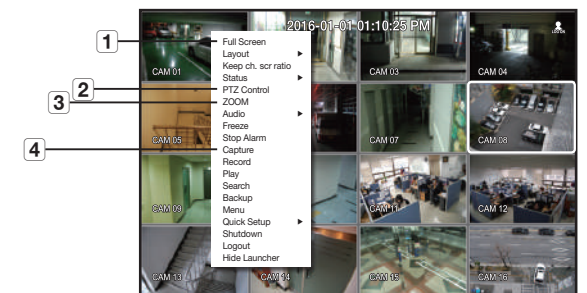 2016-01-01 01:10:25 PM
LOG ON
1
2
3
4
Full Screen
Layout
Keep ch. scr ratio
Status
PTZ Control
ZOOM
Audio
Freeze
Stop Alarm
Capture
Record
Play
Search
Backup
Menu
Quick Setup
Shutdown
Logout
Hide Launcher
CAM 01
CAM 03
CAM 04
CAM 05
CAM 07
CAM 08
CAM 09
CAM 11
CAM 12
CAM 13
CAM 14
CAM 15
CAM 16